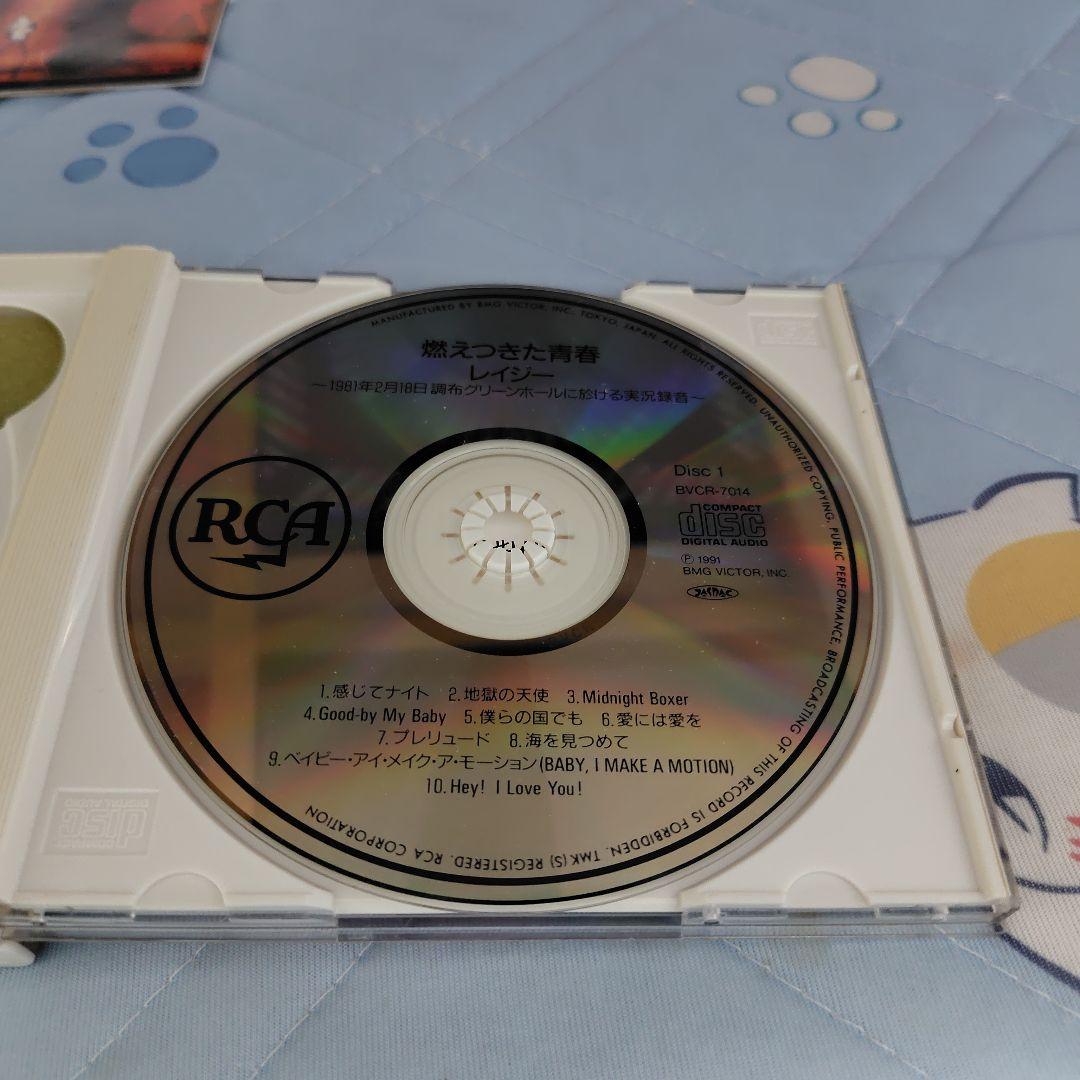 燃えつきた青春
レイジー
～1981年2月18日 調布グリーンホールに於ける実況録音～
RCA
Disc 1
BVCR-7014
COMPACT
disc
DIGITAL AUDIO
Ⓟ 1991
BMG VICTOR, INC.
1.感じてナイト 2.地獄の天使 3.Midnight Boxer
4.Good-by My Baby 5.僕らの国でも 6.愛には愛を
7.プレリュード 8.海を見つめて
9.ベイビー・アイ・メイク・ア・モーション(BABY, I MAKE A MOTION)
10.Hey! I Love You!
MANUFACTURED BY BMG VICTOR, INC. TOKYO, JAPAN. ALL RIGHTS RESERVED. UNAUTHORIZED COPYING, PUBLIC PERFORMANCE, BROADCASTING OF THIS RECORD IS FORBIDDEN. TMK(S) REGISTERED. RCA CORPORATION
COMPACT
disc
DIGITAL AUDIO